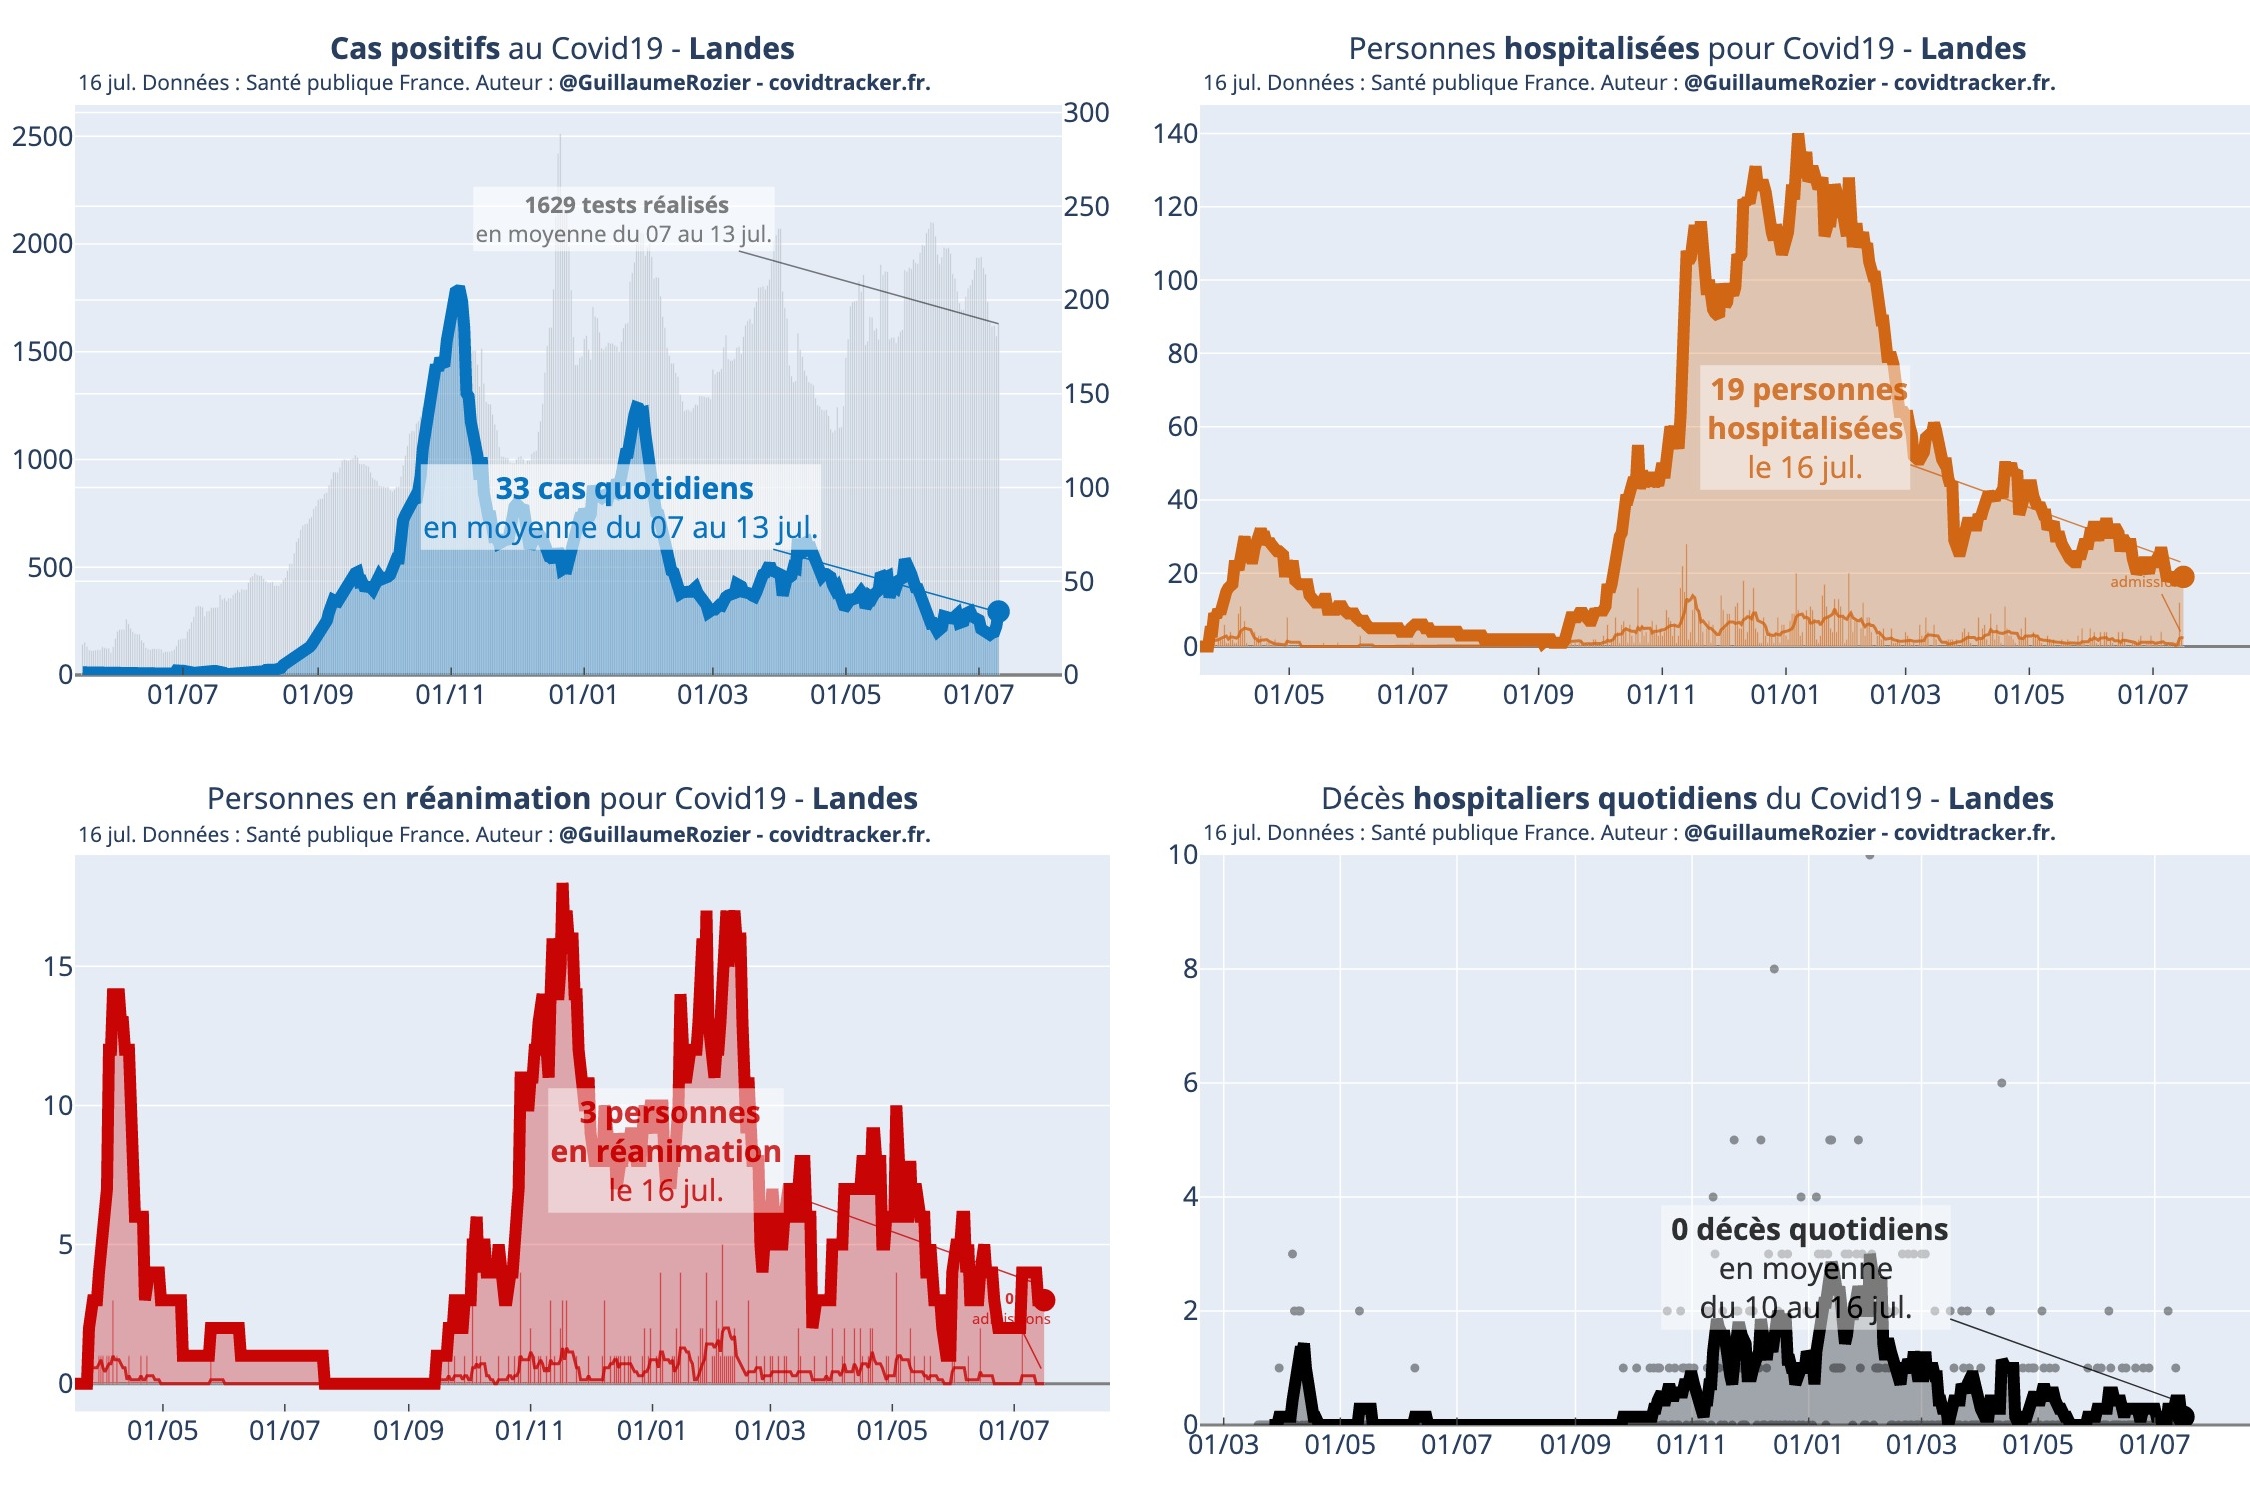 Cas positifs au Covid19 - Landes
16 jul. Données : Santé publique France. Auteur : @GuillaumeRozier - covidtracker.fr.
2500
2000
1500
1000
500
0
300
250
200
150
100
50
0
1629 tests réalisés
en moyenne du 07 au 13 jul.
33 cas quotidiens
en moyenne du 07 au 13 jul.
01/07 01/09 01/11 01/01 01/03 01/05 01/07
Personnes hospitalisées pour Covid19 - Landes
16 jul. Données : Santé publique France. Auteur : @GuillaumeRozier - covidtracker.fr.
140
120
100
80
60
40
20
0
19 personnes
hospitalisées
le 16 jul.
01/05 01/07 01/09 01/11 01/01 01/03 01/05 01/07
Personnes en réanimation pour Covid19 - Landes
16 jul. Données : Santé publique France. Auteur : @GuillaumeRozier - covidtracker.fr.
15
10
5
0
3 personnes
en réanimation
le 16 jul.
0
admissions
01/05 01/07 01/09 01/11 01/01 01/03 01/05 01/07
Décès hospitaliers quotidiens du Covid19 - Landes
16 jul. Données : Santé publique France. Auteur : @GuillaumeRozier - covidtracker.fr.
10
8
6
4
2
0
0 décès quotidiens
en moyenne
du 10 au 16 jul.
01/03 01/05 01/07 01/09 01/11 01/01 01/03 01/05 01/07